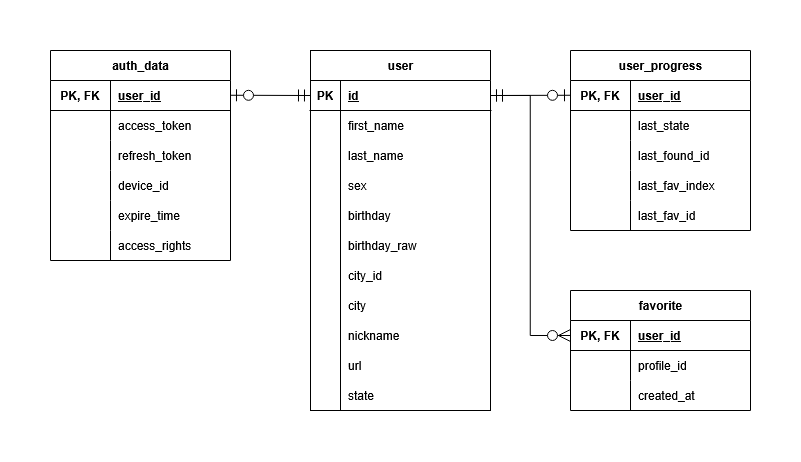 auth_data
PK, FK user_id
access_token
refresh_token
device_id
expire_time
access_rights
user
PK id
first_name
last_name
sex
birthday
birthday_raw
city_id
city
nickname
url
state
user_progress
PK, FK user_id
last_state
last_found_id
last_fav_index
last_fav_id
favorite
PK, FK user_id
profile_id
created_at